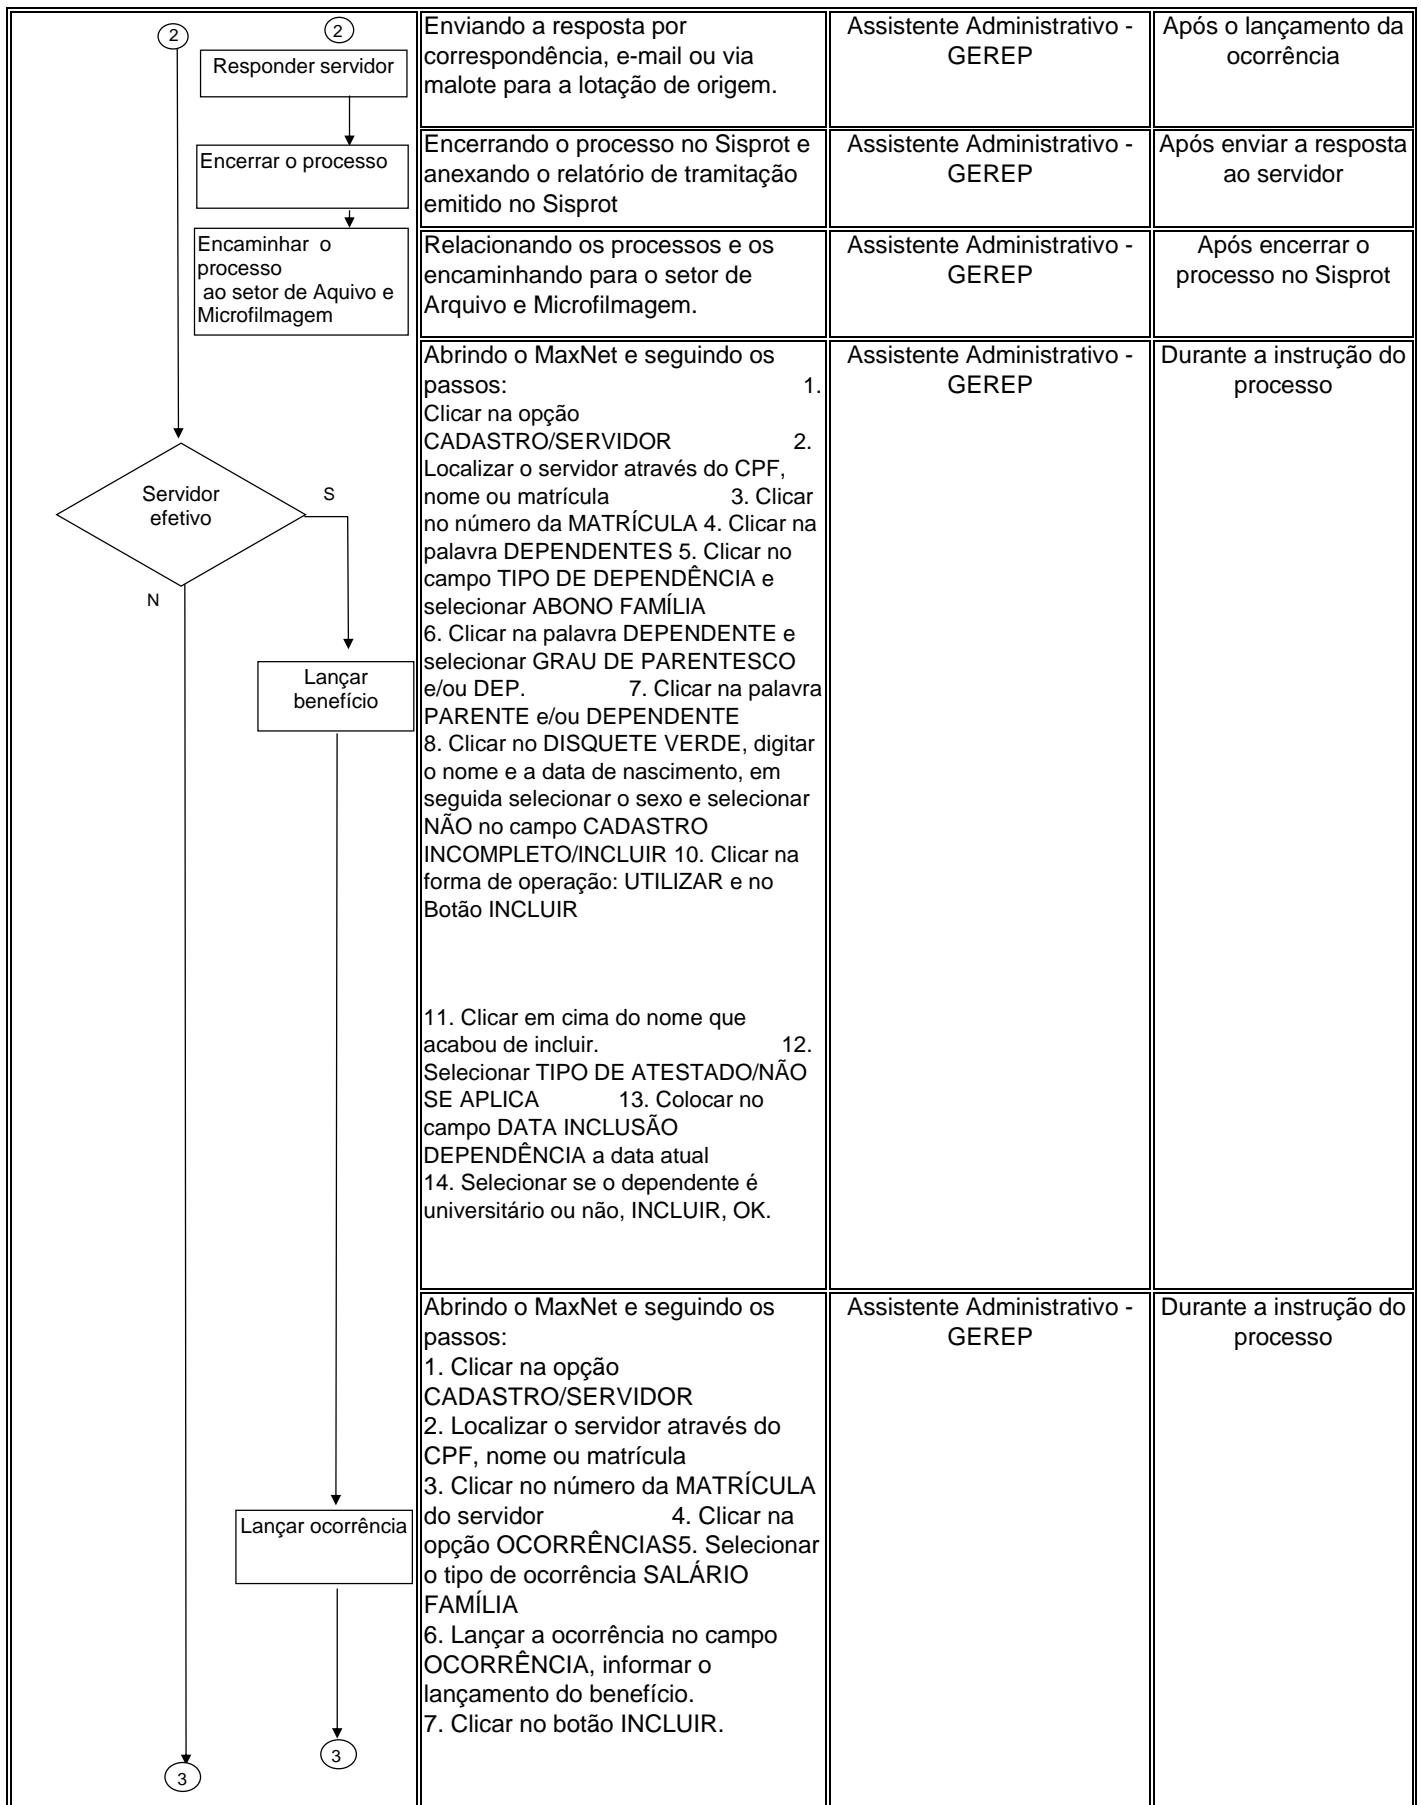 2
2
Responder servidor
Enviando a resposta por
correspondência, e-mail ou via
malote para a lotação de origem.
Assistente Administrativo -
GEREP
Após o lançamento da
ocorrência
Encerrar o processo
Encerrando o processo no Sisprot e
anexando o relatório de tramitação
emitido no Sisprot
Assistente Administrativo -
GEREP
Após enviar a resposta
ao servidor
Encaminhar o
processo
ao setor de Aquivo e
Microfilmagem
Relacionando os processos e os
encaminhando para o setor de
Arquivo e Microfilmagem.
Assistente Administrativo -
GEREP
Após encerrar o
processo no Sisprot
Servidor
efetivo
S
N
Lançar
benefício
Abrindo o MaxNet e seguindo os
passos: 1.
Clicar na opção
CADASTRO/SERVIDOR 2.
Localizar o servidor através do CPF,
nome ou matrícula 3. Clicar
no número da MATRÍCULA 4. Clicar na
palavra DEPENDENTES 5. Clicar no
campo TIPO DE DEPENDÊNCIA e
selecionar ABONO FAMÍLIA
6. Clicar na palavra DEPENDENTE e
selecionar GRAU DE PARENTESCO
e/ou DEP. 7. Clicar na palavra
PARENTE e/ou DEPENDENTE
8. Clicar no DISQUETE VERDE, digitar
o nome e a data de nascimento, em
seguida selecionar o sexo e selecionar
NÃO no campo CADASTRO
INCOMPLETO/INCLUIR 10. Clicar na
forma de operação: UTILIZAR e no
Botão INCLUIR
11. Clicar em cima do nome que
acabou de incluir. 12.
Selecionar TIPO DE ATESTADO/NÃO
SE APLICA 13. Colocar no
campo DATA INCLUSÃO
DEPENDÊNCIA a data atual
14. Selecionar se o dependente é
universitário ou não, INCLUIR, OK.
Assistente Administrativo -
GEREP
Durante a instrução do
processo
Lançar ocorrência
Abrindo o MaxNet e seguindo os
passos:
1. Clicar na opção
CADASTRO/SERVIDOR
2. Localizar o servidor através do
CPF, nome ou matrícula
3. Clicar no número da MATRÍCULA
do servidor 4. Clicar na
opção OCORRÊNCIAS5. Selecionar
o tipo de ocorrência SALÁRIO
FAMÍLIA
6. Lançar a ocorrência no campo
OCORRÊNCIA, informar o
lançamento do benefício.
7. Clicar no botão INCLUIR.
Assistente Administrativo -
GEREP
Durante a instrução do
processo
3
3